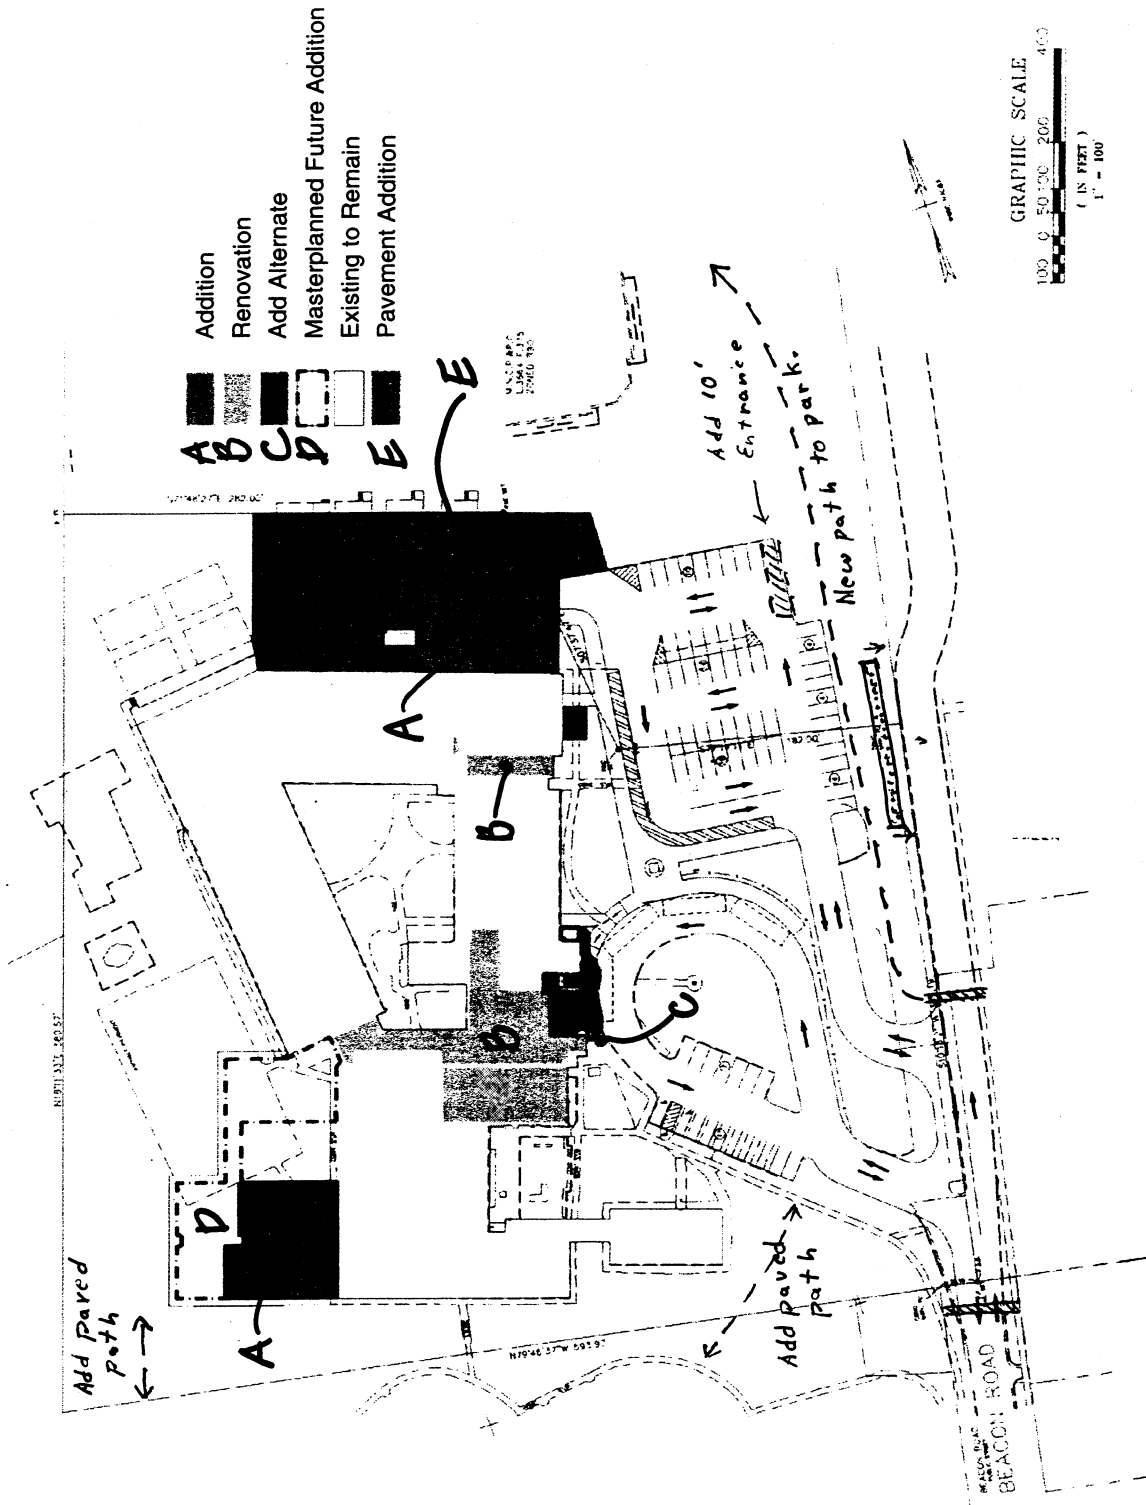 A Addition
B Renovation
C Add Alternate
D Masterplanned Future Addition
Existing to Remain
E Pavement Addition
E
A
B
B
C
D
A
Add paved
path
Add paved
path
Add 10'
Entrance
New path to park.
GRAPHIC SCALE
100 0 50 100 200 400
( IN FEET )
1" = 100'
BEACON ROAD
BEACON ROAD